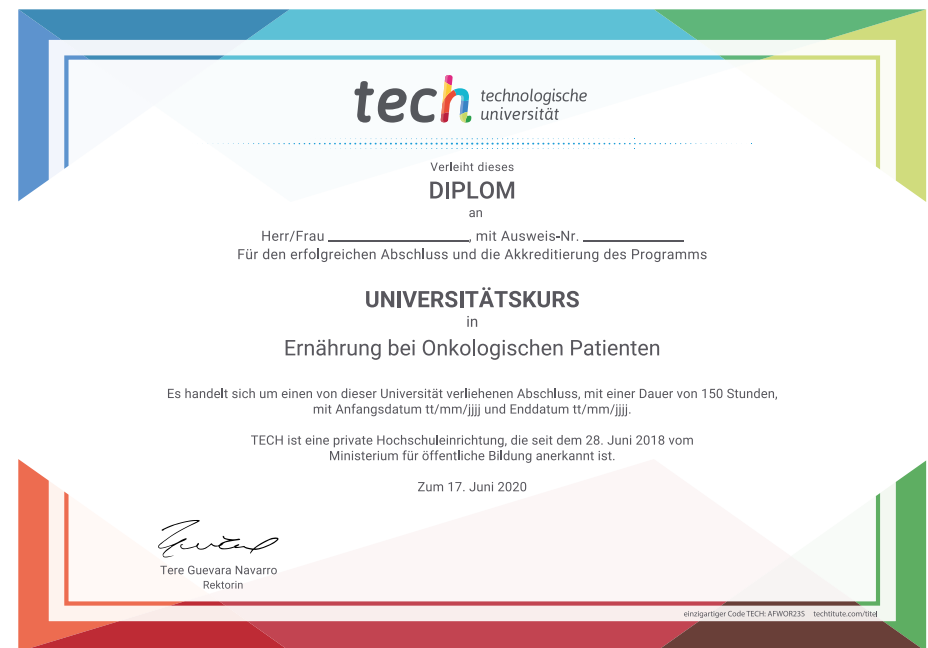 tech technologische
universität
Verleiht dieses
DIPLOM
an
Herr/Frau ____________________, mit Ausweis-Nr. ______________
Für den erfolgreichen Abschluss und die Akkreditierung des Programms
UNIVERSITÄTSKURS
in
Ernährung bei Onkologischen Patienten
Es handelt sich um einen von dieser Universität verliehenen Abschluss, mit einer Dauer von 150 Stunden,
mit Anfangsdatum tt/mm/jjjj und Enddatum tt/mm/jjjj.
TECH ist eine private Hochschuleinrichtung, die seit dem 28. Juni 2018 vom
Ministerium für öffentliche Bildung anerkannt ist.
Zum 17. Juni 2020
Tere Guevara Navarro
Rektorin
einzigartiger Code TECH: AFWOR23S techtitute.com/titel